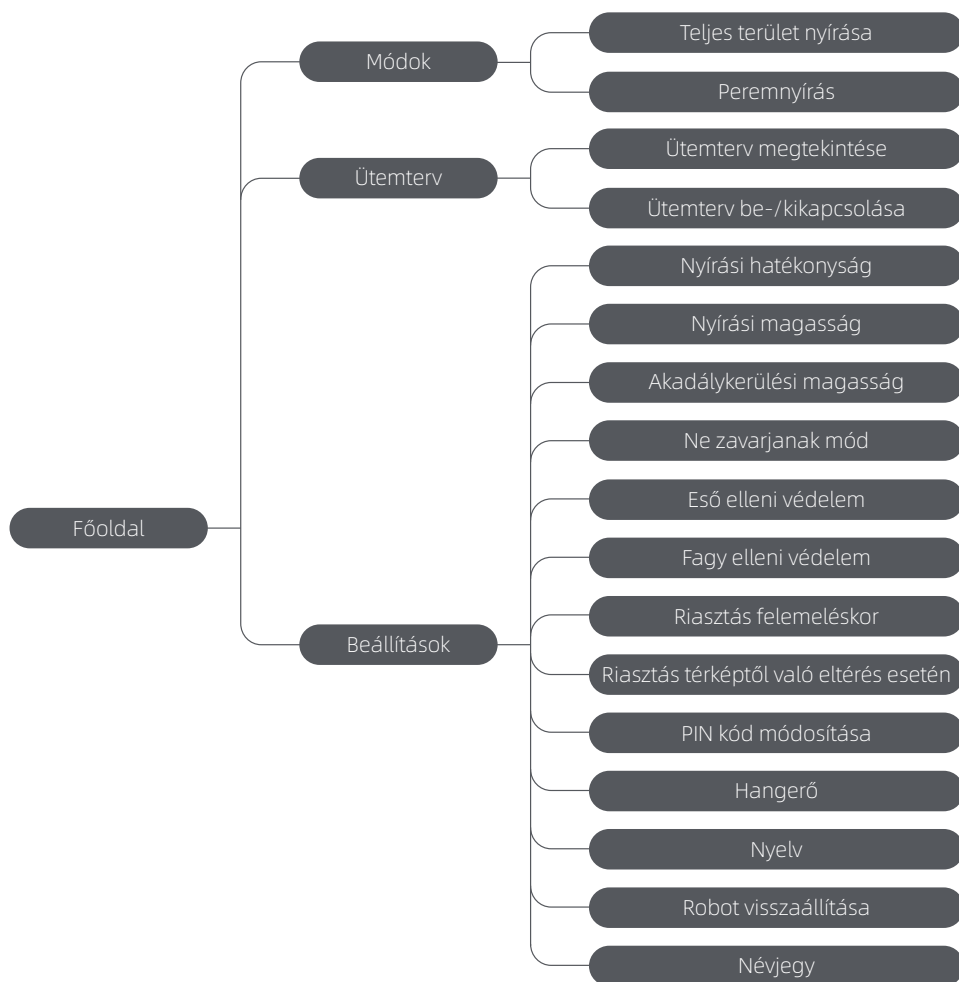 Főoldal
Módok
Teljes terület nyírása
Peremnyírás
Ütemterv
Ütemterv megtekintése
Ütemterv be-/kikapcsolása
Beállítások
Nyírási hatékonyság
Nyírási magasság
Akadálykerülési magasság
Ne zavarjanak mód
Eső elleni védelem
Fagy elleni védelem
Riasztás felemeléskor
Riasztás térképtől való eltérés esetén
PIN kód módosítása
Hangerő
Nyelv
Robot visszaállítása
Névjegy